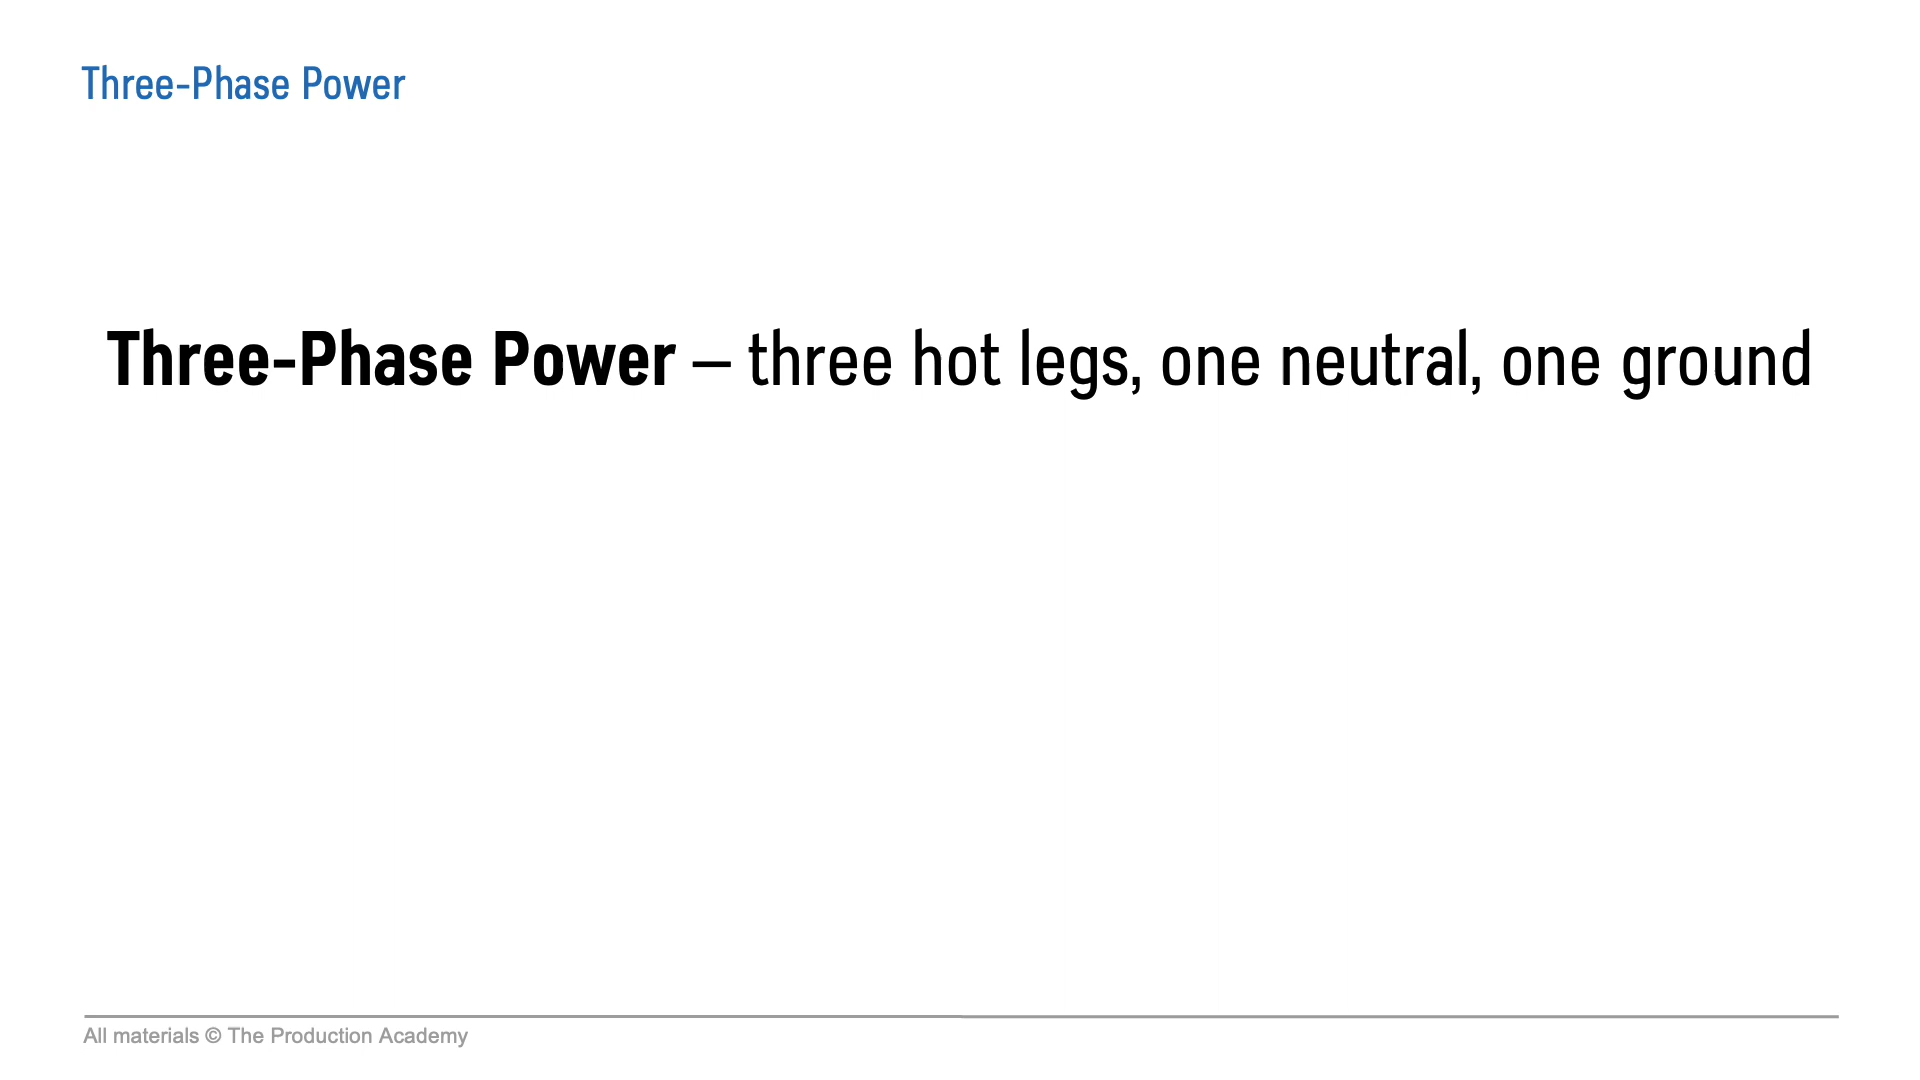 Three-Phase Power
Three-Phase Power – three hot legs, one neutral, one ground
All materials © The Production Academy